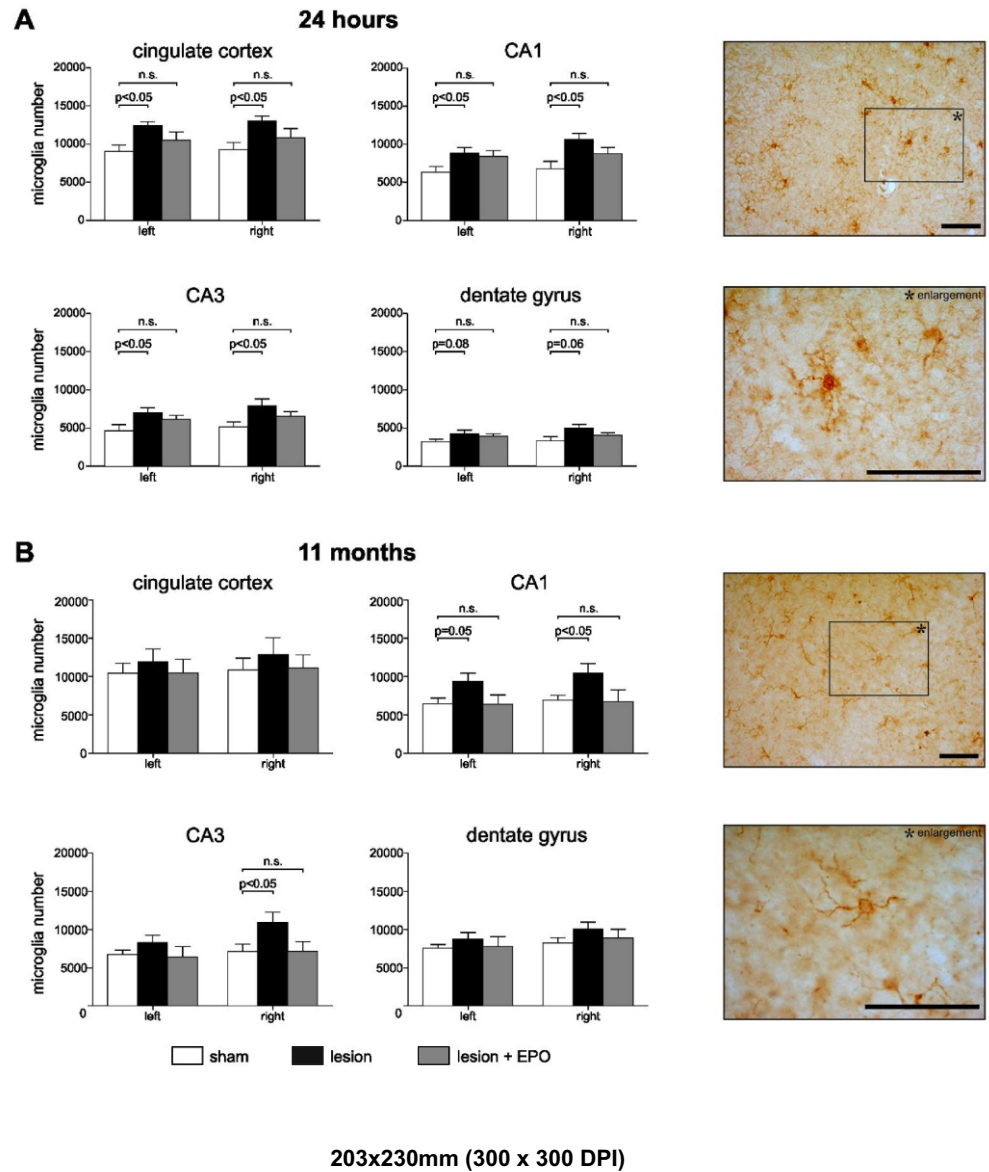 A
24 hours
cingulate cortex
CA1
microglia number
20000
15000
10000
5000
0
n.s.
n.s.
p<0.05
p<0.05
left
right
20000
15000
10000
5000
0
n.s.
n.s.
p<0.05
p<0.05
left
right
*
CA3
dentate gyrus
microglia number
20000
15000
10000
5000
0
n.s.
n.s.
p<0.05
p<0.05
left
right
20000
15000
10000
5000
0
n.s.
n.s.
p=0.08
p=0.06
left
right
* enlargement
B
11 months
cingulate cortex
CA1
microglia number
20000
15000
10000
5000
0
left
right
20000
15000
10000
5000
0
n.s.
n.s.
p=0.05
p<0.05
left
right
*
CA3
dentate gyrus
microglia number
20000
15000
10000
5000
0
n.s.
p<0.05
left
right
20000
15000
10000
5000
0
left
right
* enlargement
sham
lesion
lesion + EPO
203x230mm (300 x 300 DPI)